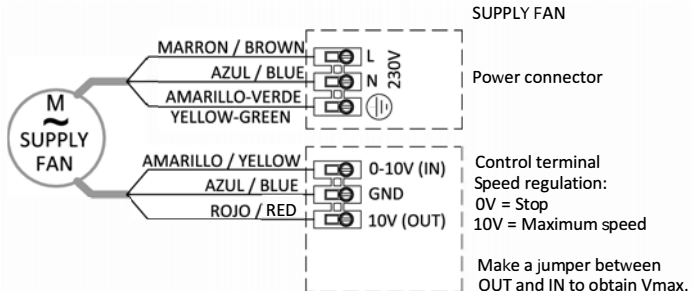 SUPPLY FAN
MARRON / BROWN
L
AZUL / BLUE
N
230V
Power connector
AMARILLO-VERDE
YELLOW-GREEN
M
~
SUPPLY
FAN
AMARILLO / YELLOW
0-10V (IN)
AZUL / BLUE
GND
ROJO / RED
10V (OUT)
Control terminal
Speed regulation:
0V = Stop
10V = Maximum speed
Make a jumper between
OUT and IN to obtain Vmax.